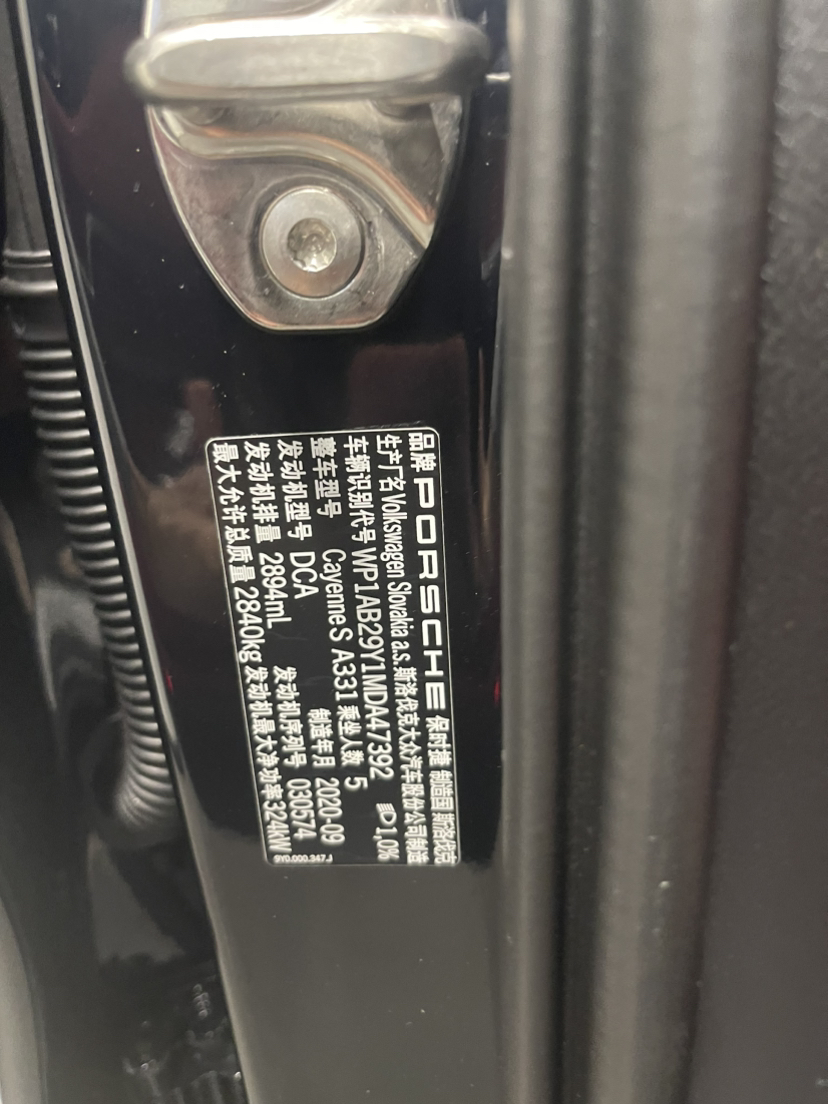 品牌 PORSCHE 保时捷 制造国 斯洛伐克
生产厂名 Volkswagen Slovakia a.s. 斯洛伐克大众汽车股份公司制造
车辆识别代号 WP1AB29Y1MDA47392 1,0%
整车型号 Cayenne S A331 乘坐人数 5
发动机型号 DCA 制造年月 2020-09
发动机排量 2894mL 发动机序列号 030574
最大允许总质量 2840kg 发动机最大净功率 324kW
9Y0.000.347.J